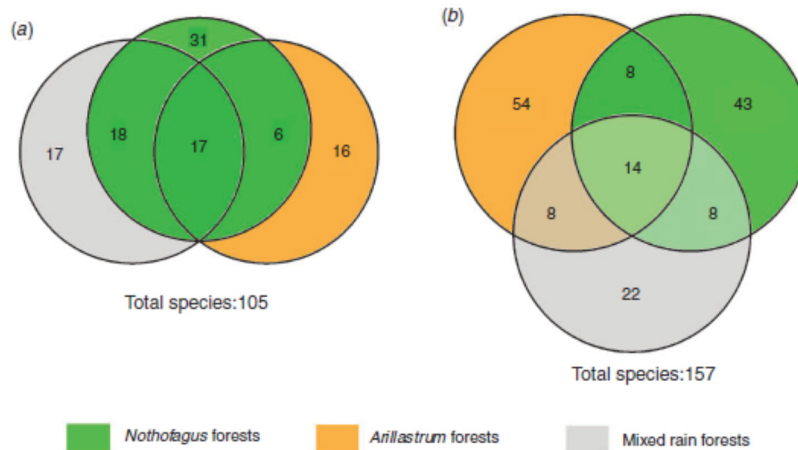 (a)
31
17
18
17
6
16
Total species:105
(b)
54
8
43
14
8
8
22
Total species:157
Nothofagus forests
Arillastrum forests
Mixed rain forests